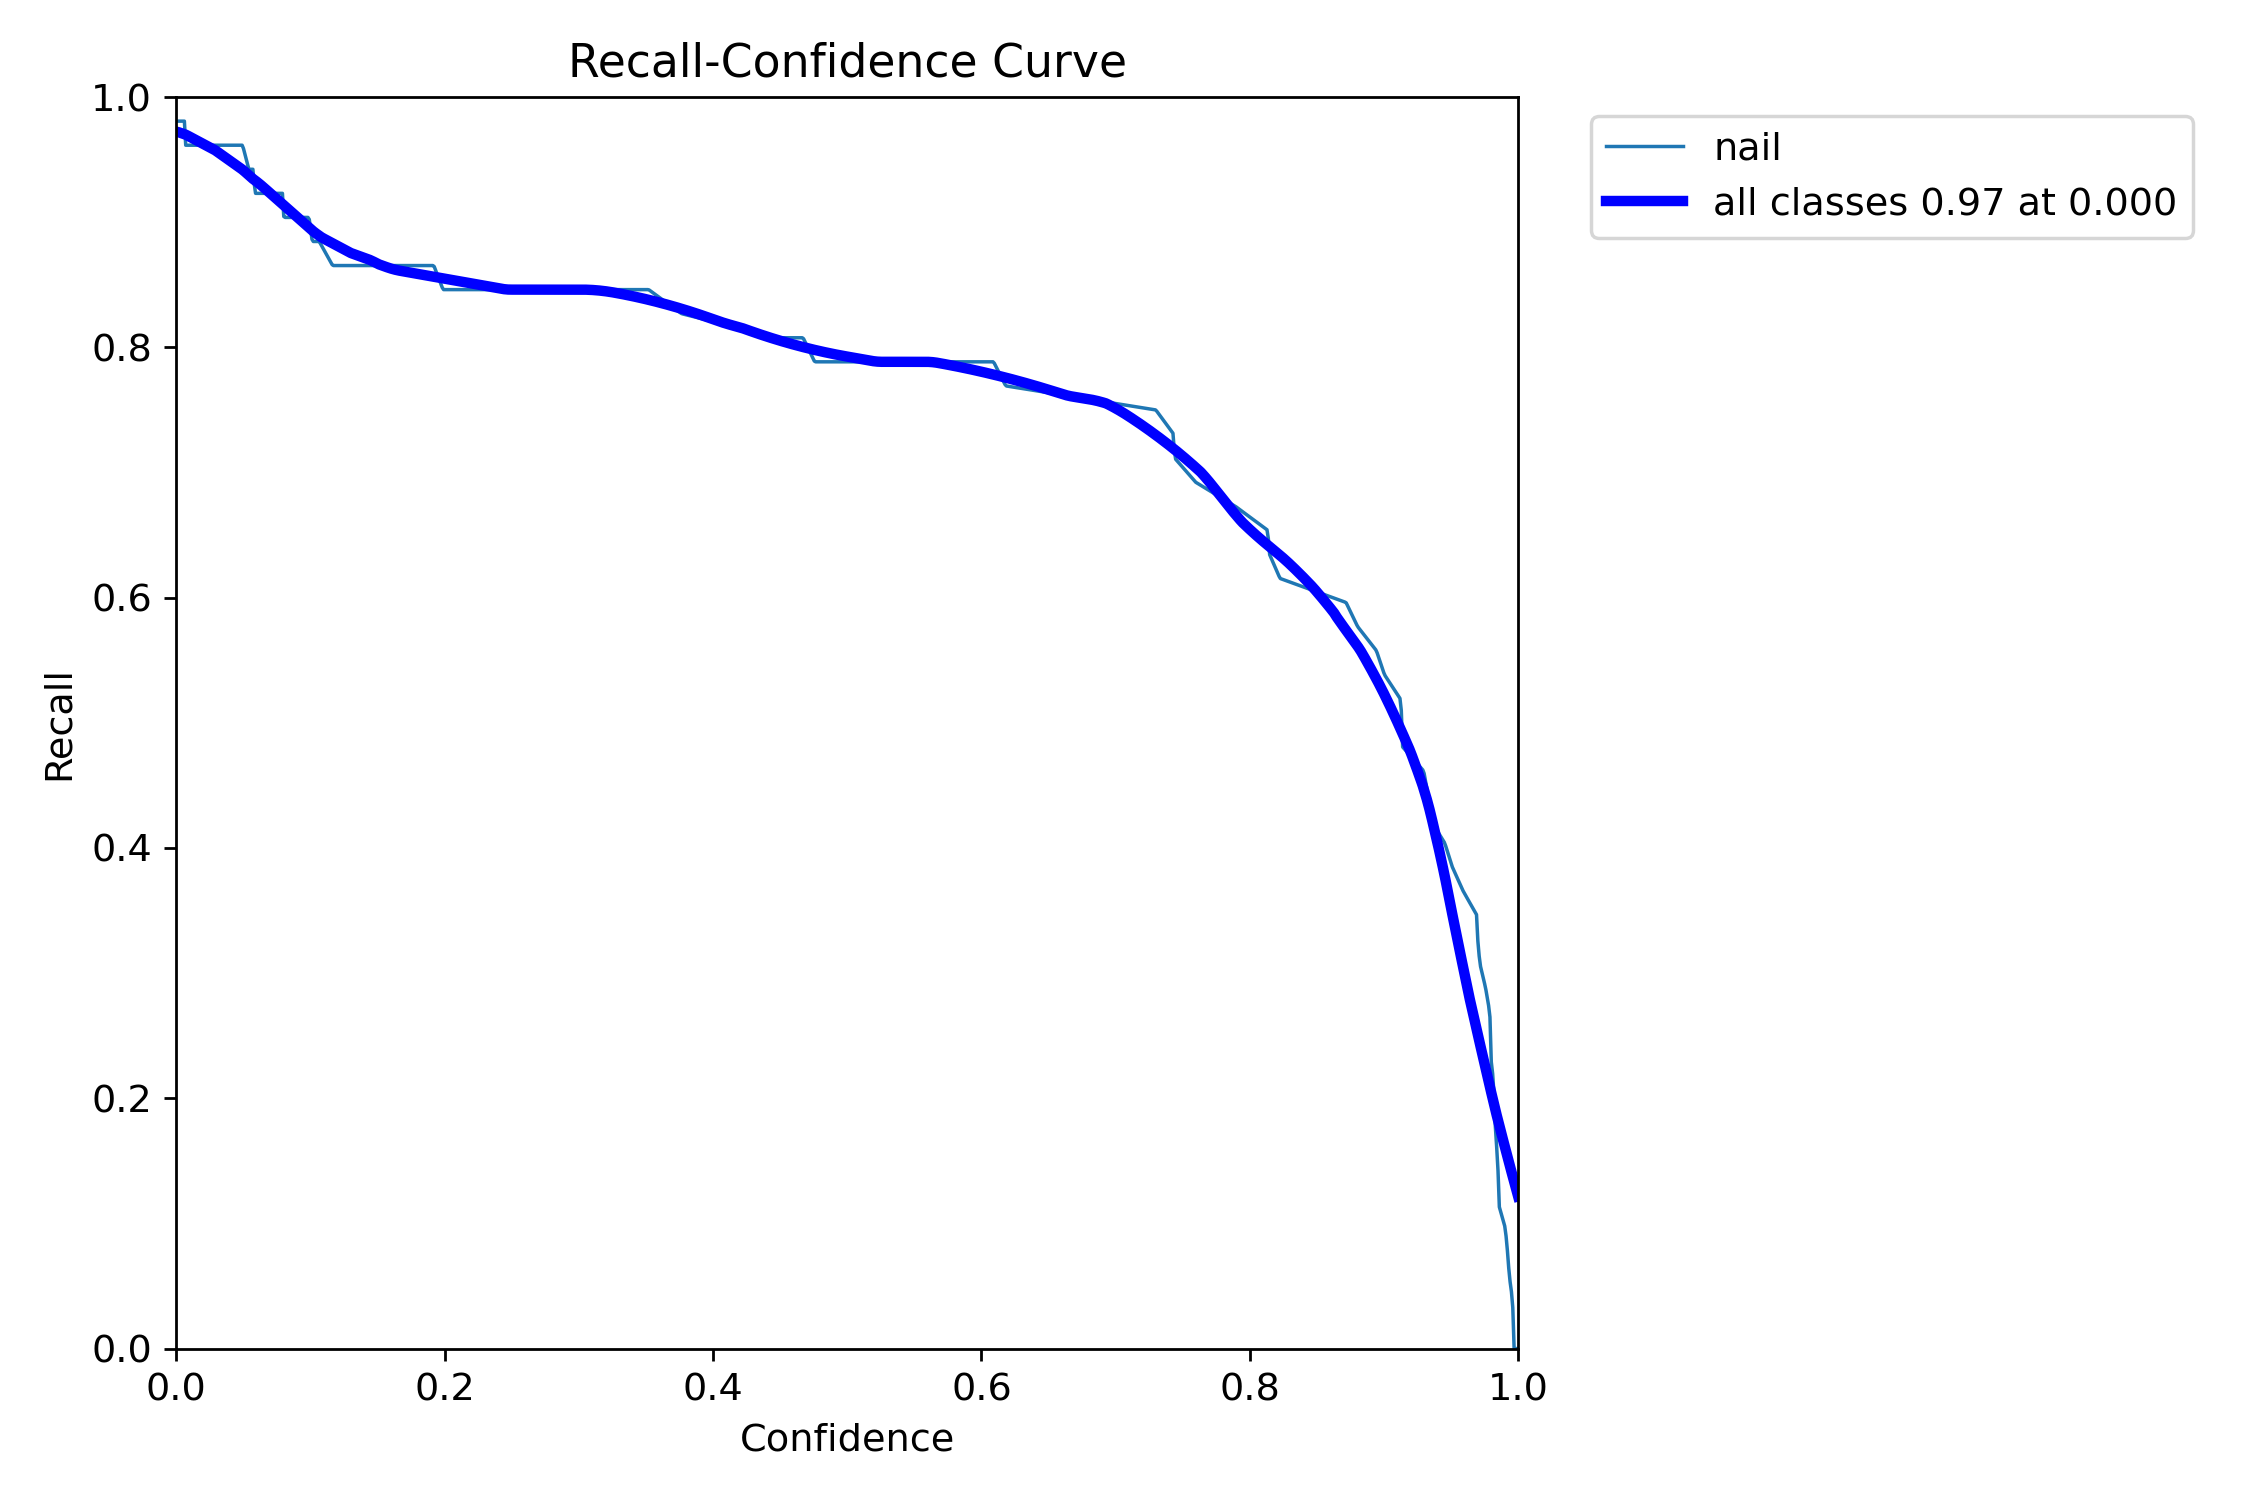 Recall-Confidence Curve
1.0
0.8
0.6
0.4
0.2
0.0
Recall
0.0 0.2 0.4 0.6 0.8 1.0
Confidence
nail
all classes 0.97 at 0.000